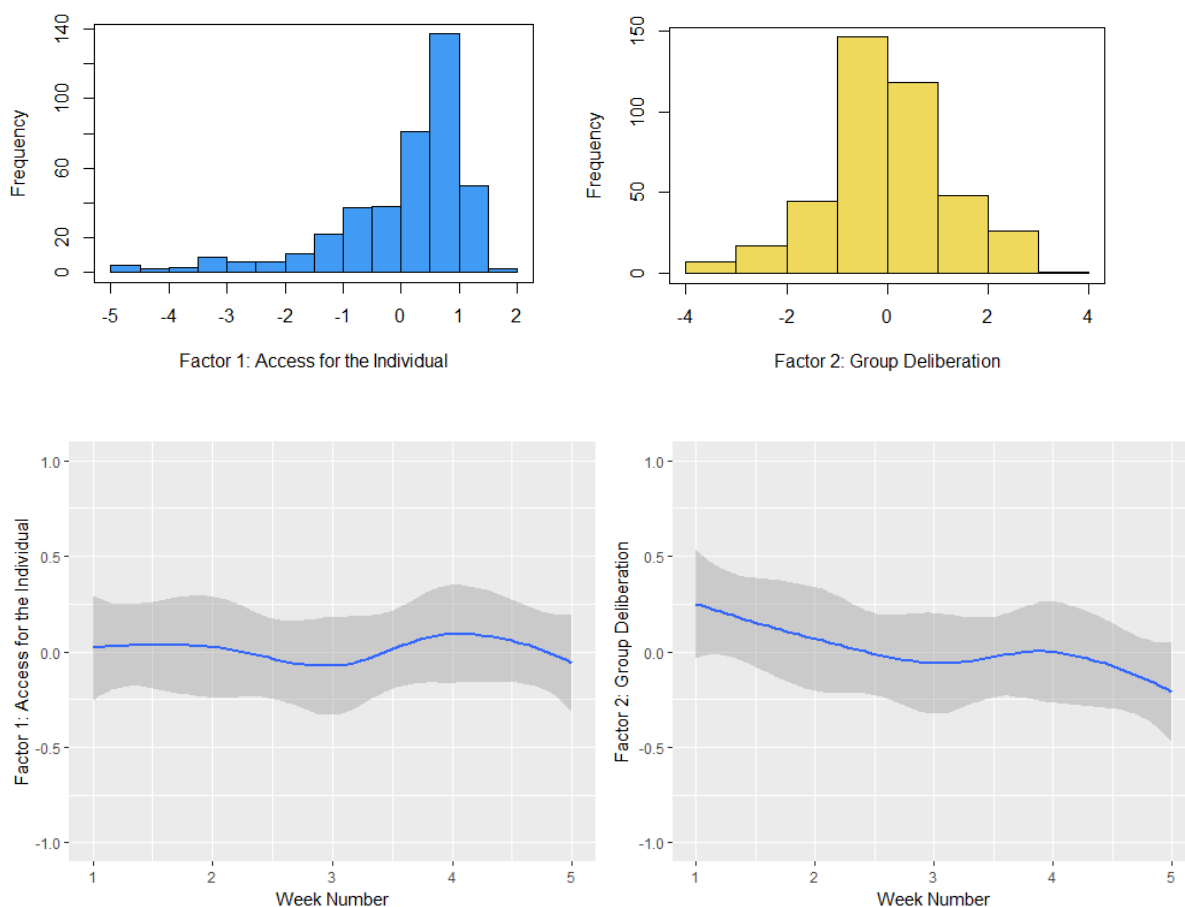 Frequency
140
100
60
20
0
-5 -4 -3 -2 -1 0 1 2
Factor 1: Access for the Individual
Frequency
150
100
50
0
-4 -2 0 2 4
Factor 2: Group Deliberation
Factor 1: Access for the Individual
1.0
0.5
0.0
-0.5
-1.0
1 2 3 4 5
Week Number
Factor 2: Group Deliberation
1.0
0.5
0.0
-0.5
-1.0
1 2 3 4 5
Week Number